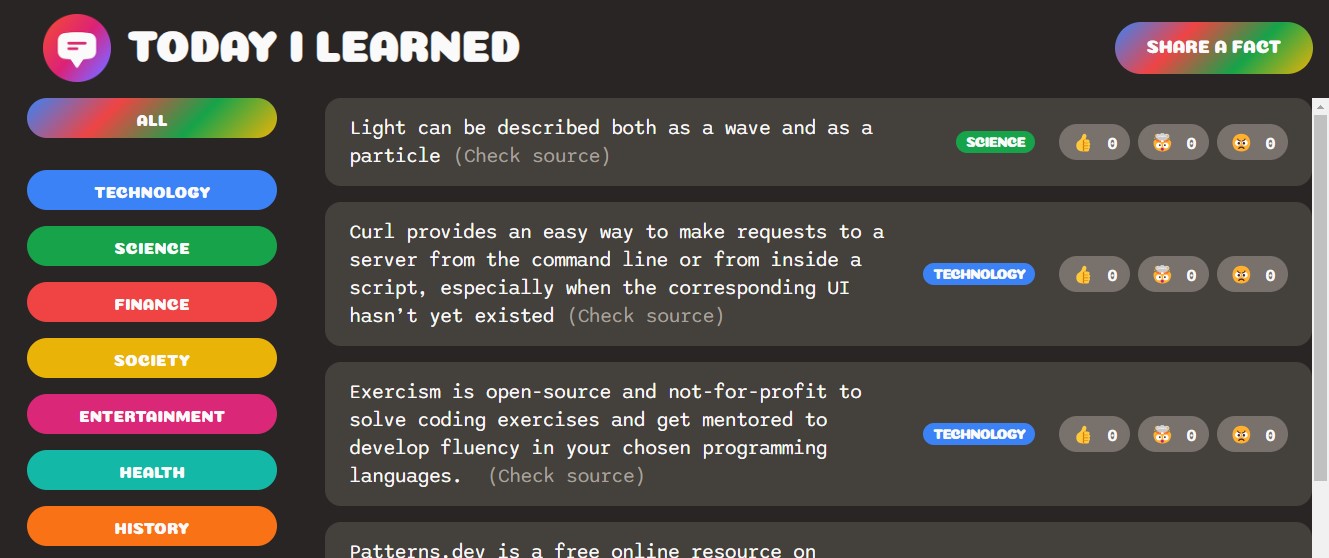 TODAY I LEARNED
SHARE A FACT
ALL
TECHNOLOGY
SCIENCE
FINANCE
SOCIETY
ENTERTAINMENT
HEALTH
HISTORY
Light can be described both as a wave and as a
particle (Check source)
SCIENCE
👍 0 🤯 0 😠 0
Curl provides an easy way to make requests to a
server from the command line or from inside a
script, especially when the corresponding UI
hasn’t yet existed (Check source)
TECHNOLOGY
👍 0 🤯 0 😠 0
Exercism is open-source and not-for-profit to
solve coding exercises and get mentored to
develop fluency in your chosen programming
languages. (Check source)
TECHNOLOGY
👍 0 🤯 0 😠 0
Patterns.dev is a free online resource on